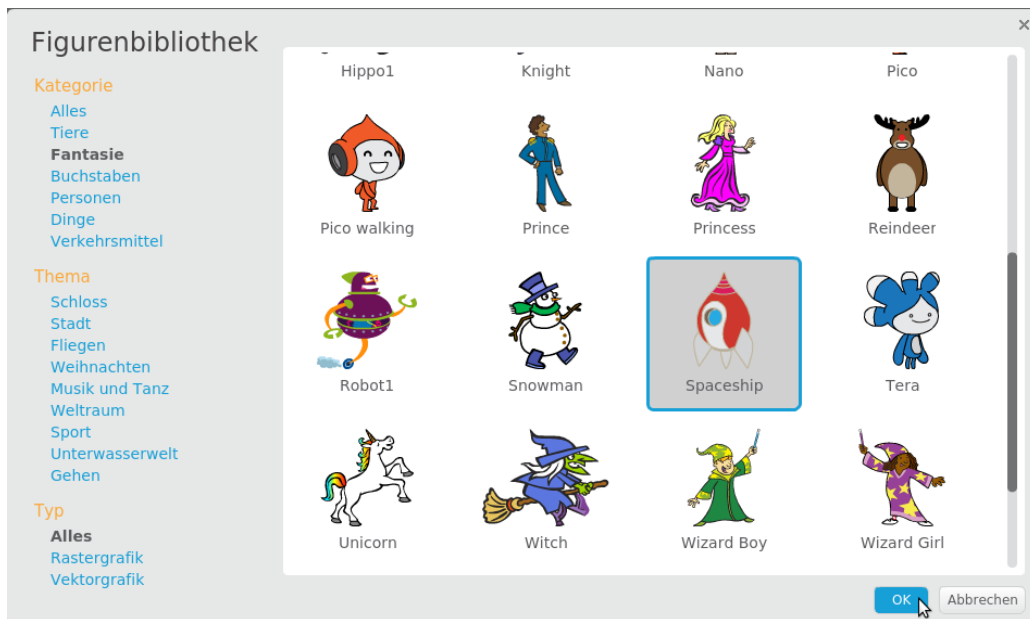 Figurenbibliothek
Kategorie
Alles
Tiere
Fantasie
Buchstaben
Personen
Dinge
Verkehrsmittel
Thema
Schloss
Stadt
Fliegen
Weihnachten
Musik und Tanz
Weltraum
Sport
Unterwasserwelt
Gehen
Typ
Alles
Rastergrafik
Vektorgrafik
Hippo1 Knight Nano Pico
Pico walking Prince Princess Reindeer
Robot1 Snowman Spaceship Tera
Unicorn Witch Wizard Boy Wizard Girl
OK Abbrechen